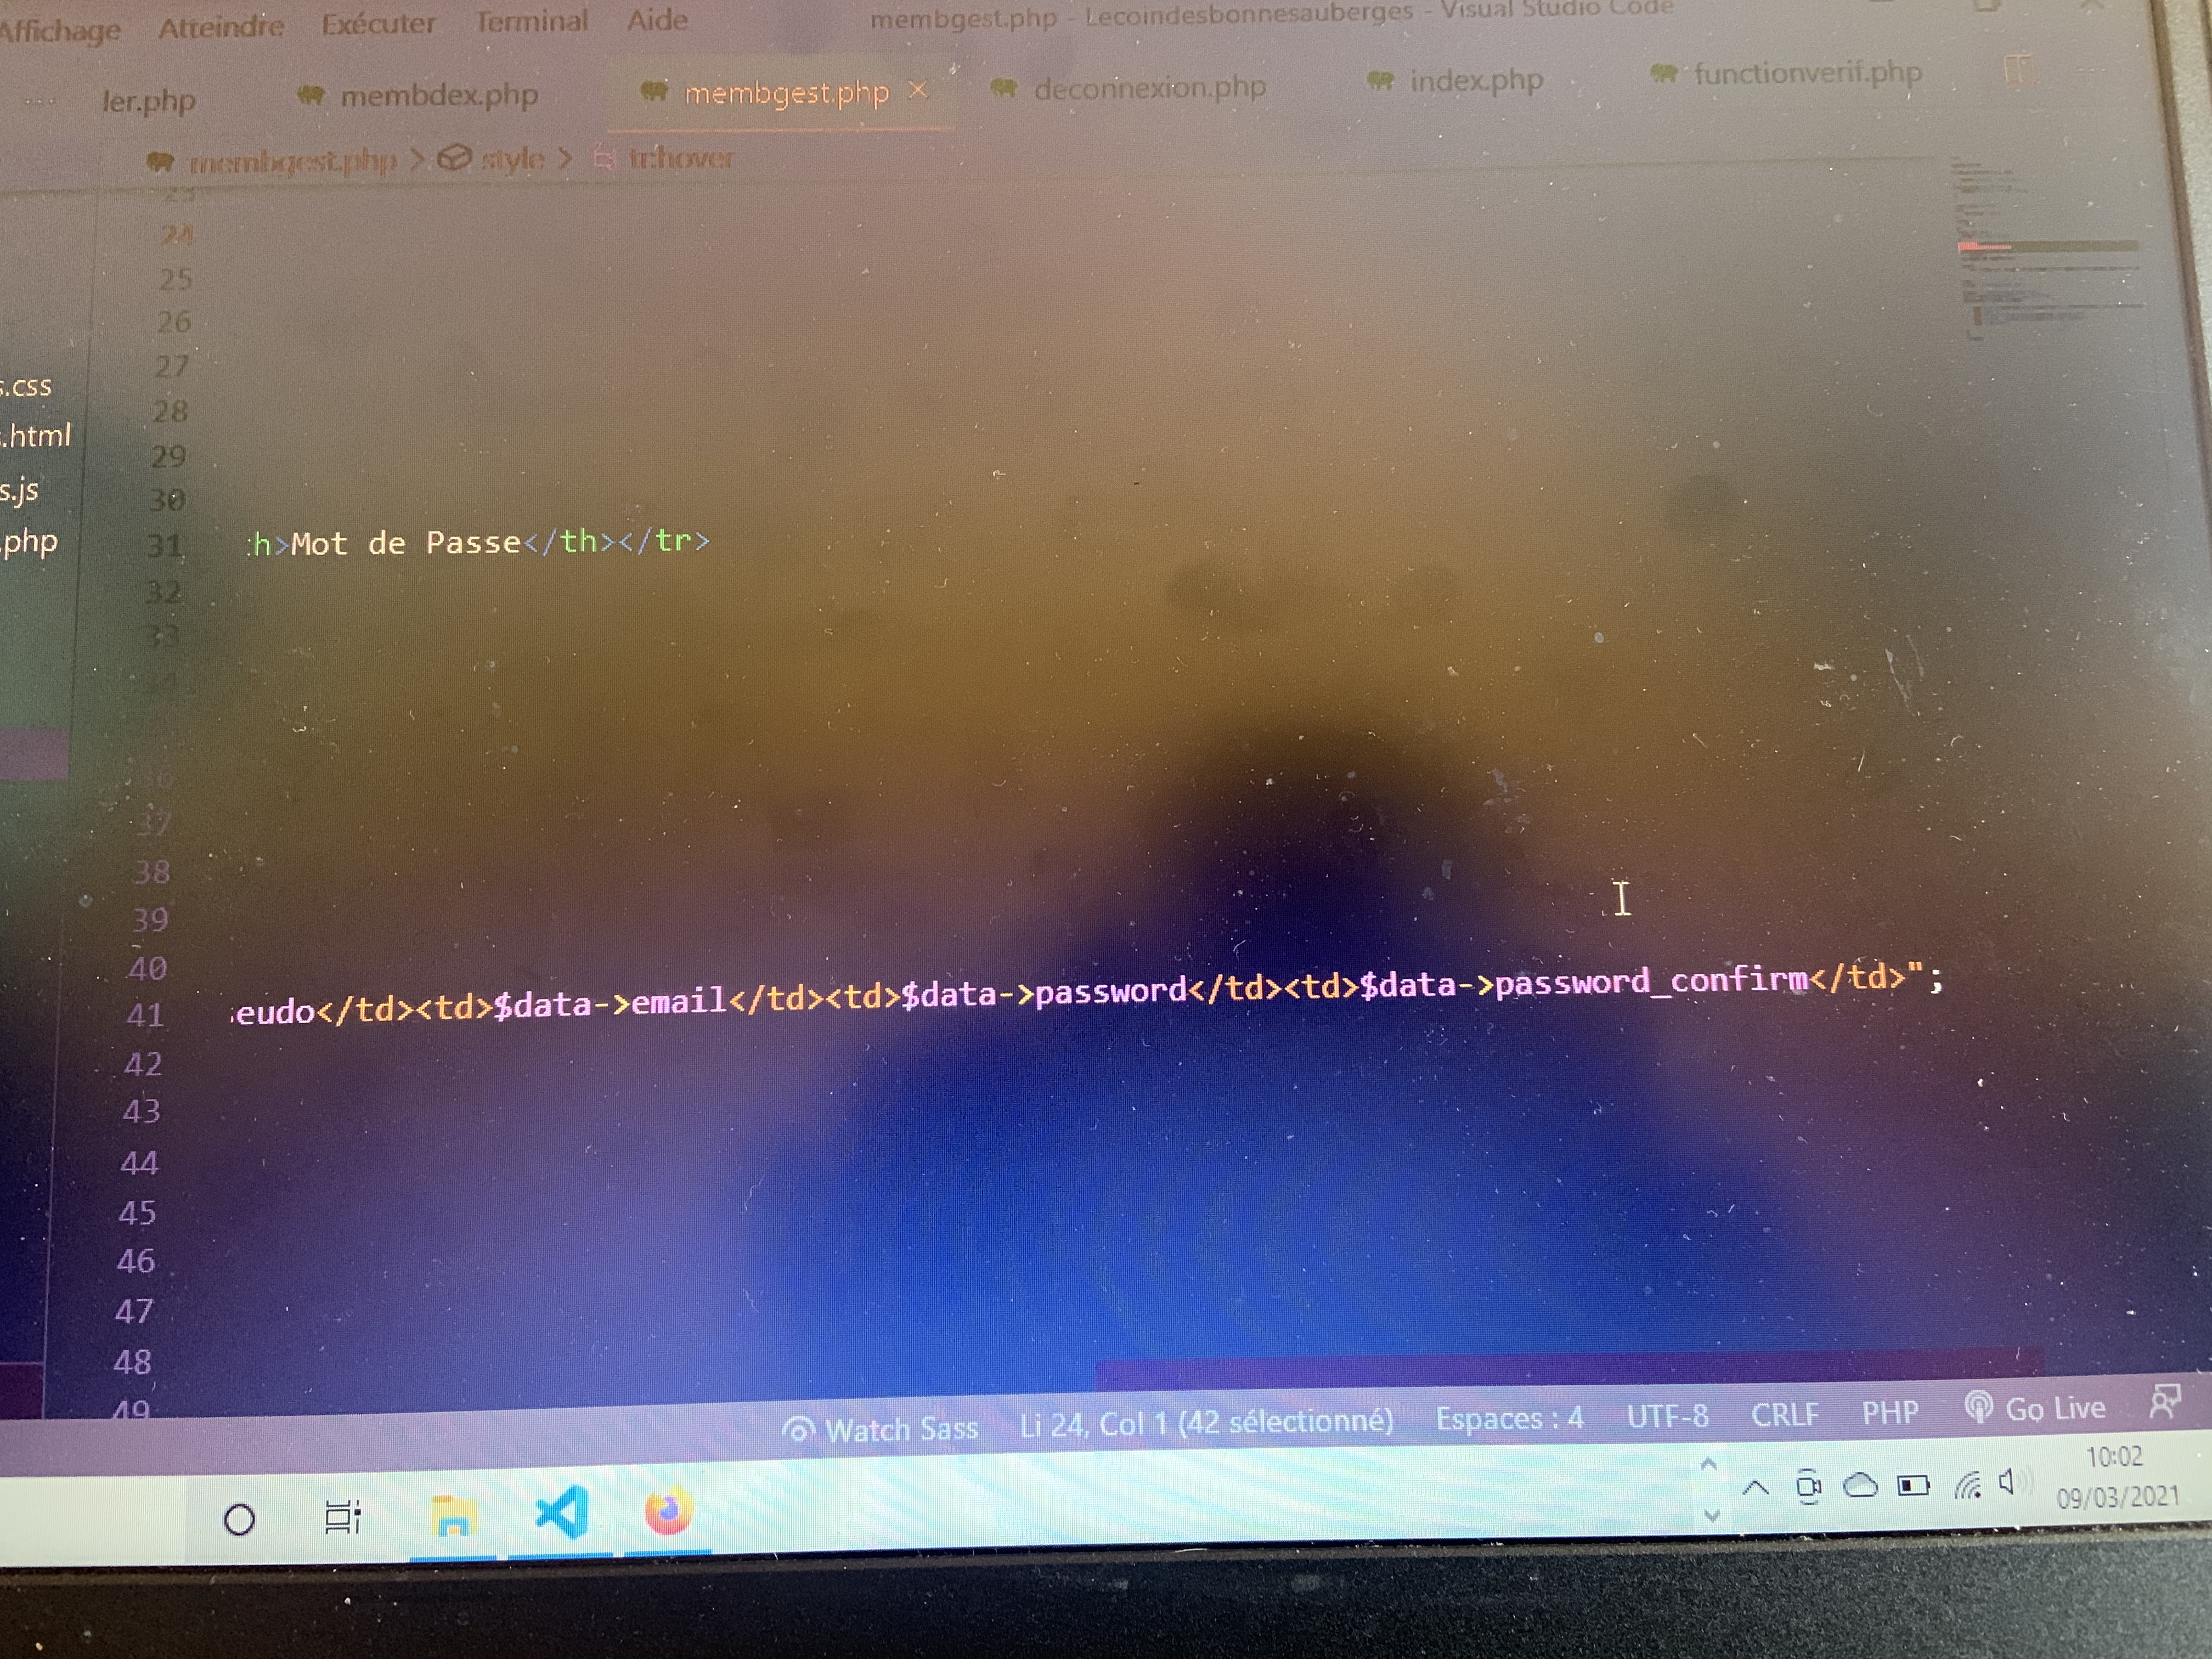 Affichage Atteindre Exécuter Terminal Aide membgest.php - Lecoindesbonnesauberges - Visual Studio Code
ler.php membdex.php membgest.php deconnexion.php index.php functionverif.php
membgest.php > style > tr:hover
23
24
25
26
.css 27
28
.html 29
s.js 30
.php 31 h>Mot de Passe</th></tr>
32
33
34
36
37
38
39
40
41 eudo</td><td>$data->email</td><td>$data->password</td><td>$data->password_confirm</td>";
42
43
44
45
46
47
48
49
Watch Sass Li 24, Col 1 (42 sélectionné) Espaces : 4 UTF-8 CRLF PHP Go Live
10:02
09/03/2021